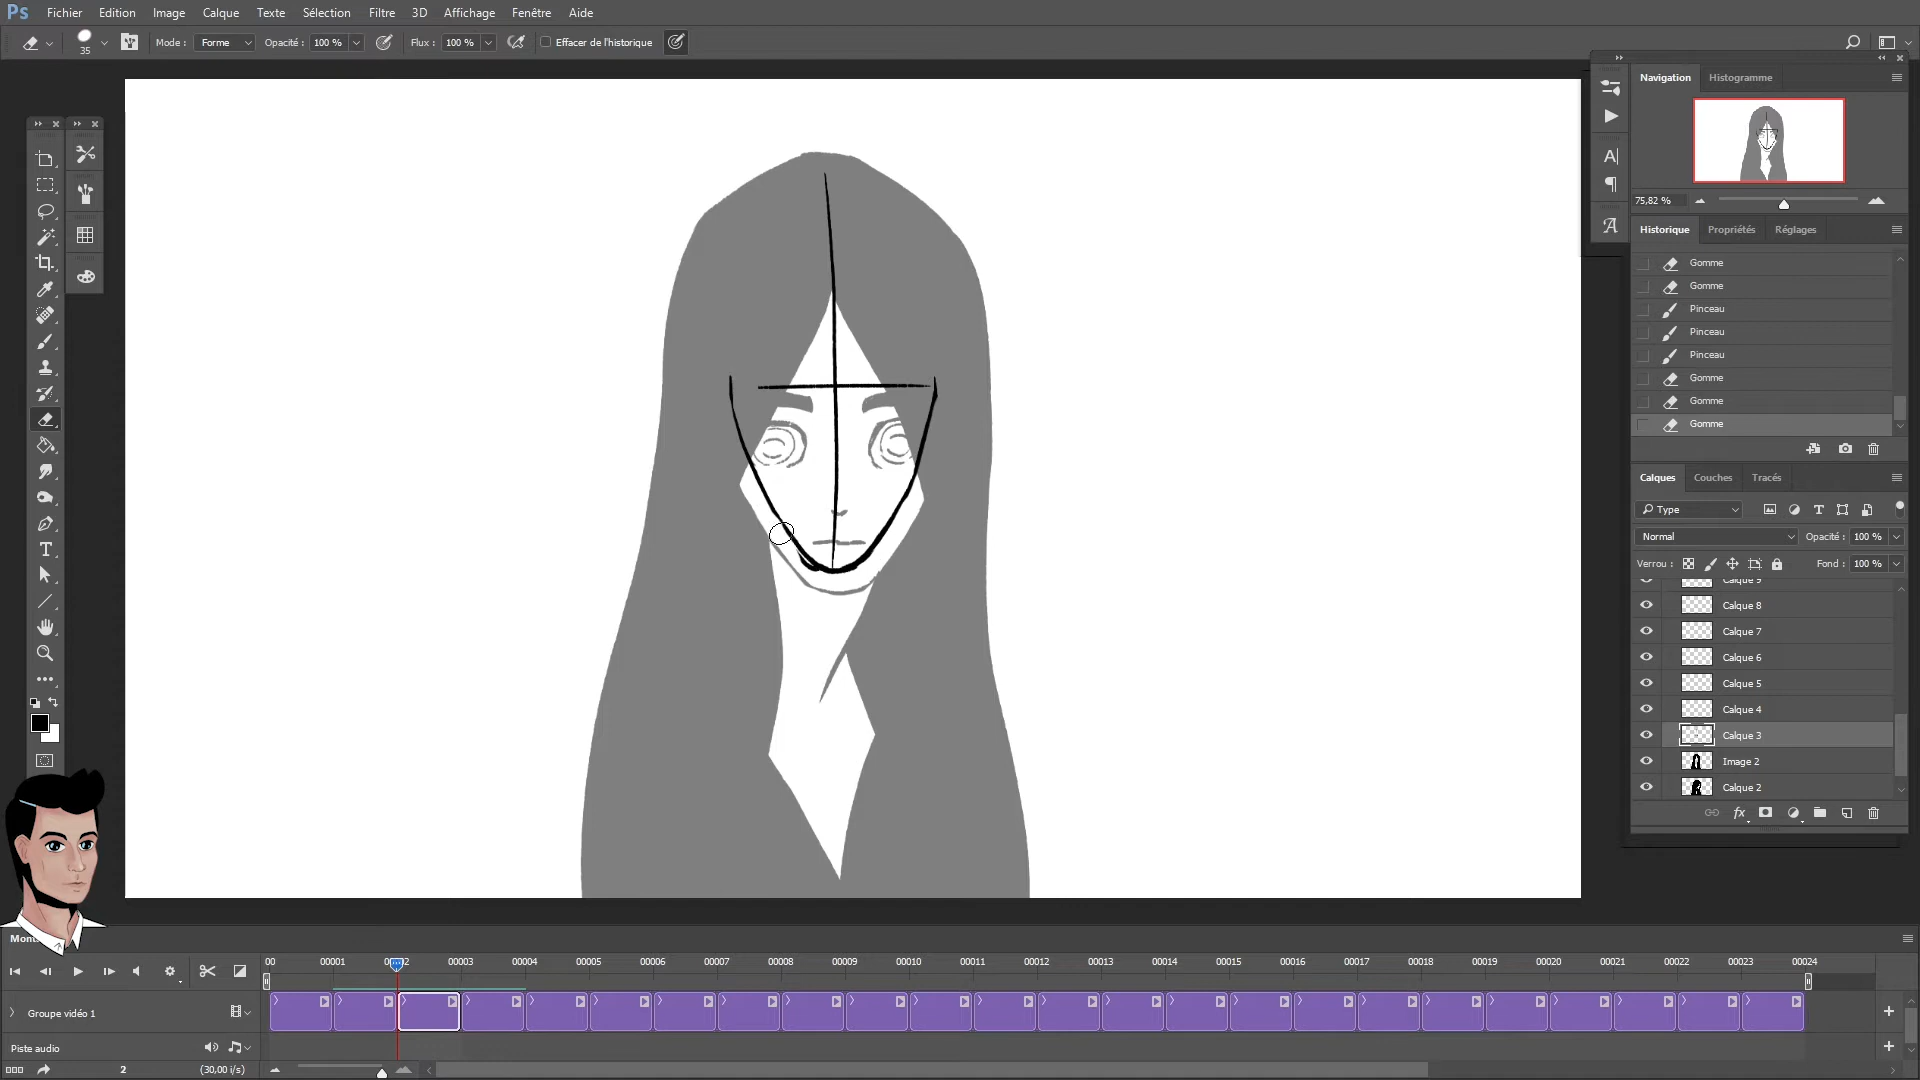 Ps Fichier Edition Image Calque Texte Sélection Filtre 3D Affichage Fenêtre Aide
35 Mode : Forme Opacité : 100 % Flux : 100 % Effacer de l'historique
Navigation Histogramme
75,82 %
Historique Propriétés Réglages
Gomme
Gomme
Pinceau
Pinceau
Pinceau
Gomme
Gomme
Gomme
Calques Couches Tracés
Type
Normal Opacité : 100 %
Verrou : Fond : 100 %
Calque 9
Calque 8
Calque 7
Calque 6
Calque 5
Calque 4
Calque 3
Image 2
Calque 2
fx
00 00001 00002 00003 00004 00005 00006 00007 00008 00009 00010 00011 00012 00013 00014 00015 00016 00017 00018 00019 00020 00021 00022 00023 00024
Groupe vidéo 1
Piste audio
2 (30,00 i/s)